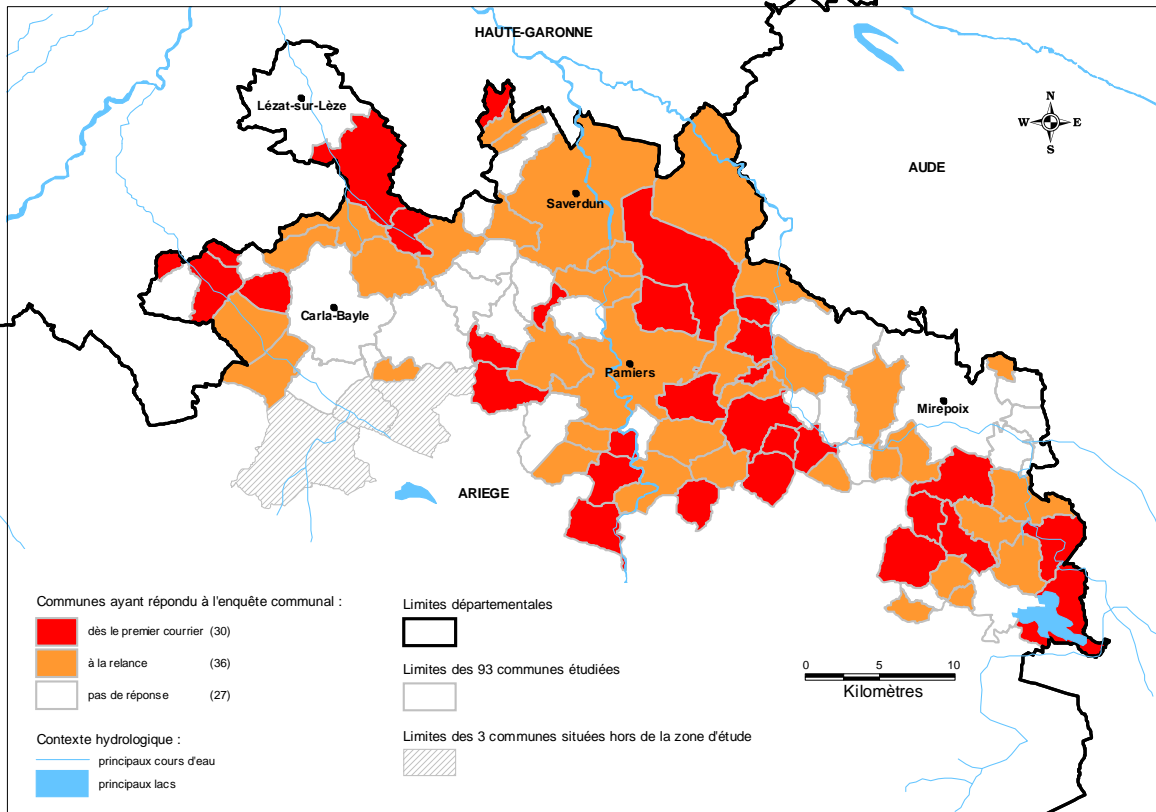 HAUTE-GARONNE
Lézat-sur-Lèze
N
W E
S
AUDE
Saverdun
Carla-Bayle
Pamiers
Mirepoix
ARIEGE
Communes ayant répondu à l'enquête communal :
dès le premier courrier (30)
à la relance (36)
pas de réponse (27)
Contexte hydrologique :
principaux cours d'eau
principaux lacs
Limites départementales
Limites des 93 communes étudiées
Limites des 3 communes situées hors de la zone d'étude
0 5 10
Kilomètres